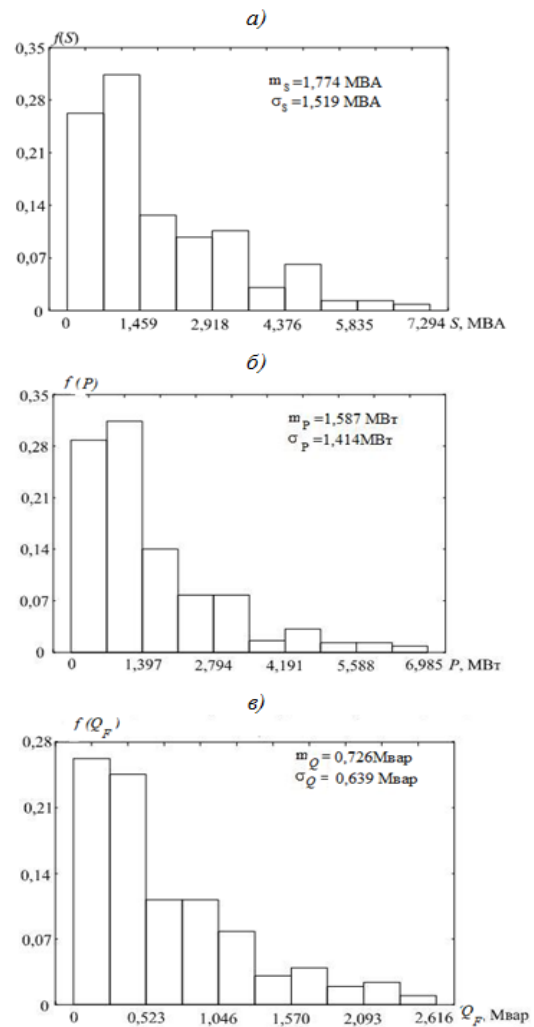 а)
f(S)
0,35
m_S =1,774 МВА
σ_S =1,519 МВА
0,28
0,21
0,14
0,07
0
0 1,459 2,918 4,376 5,835 7,294 S, МВА
б)
f (P)
0,35
m_P =1,587 МВт
σ_P =1,414МВт
0,28
0,21
0,14
0,07
0
0 1,397 2,794 4,191 5,588 6,985 P, МВт
в)
f (Q_F)
0,28
m_Q = 0,726Мвар
σ_Q = 0,639 Мвар
0,21
0,14
0,07
0
0 0,523 1,046 1,570 2,093 2,616 Q_F, Мвар